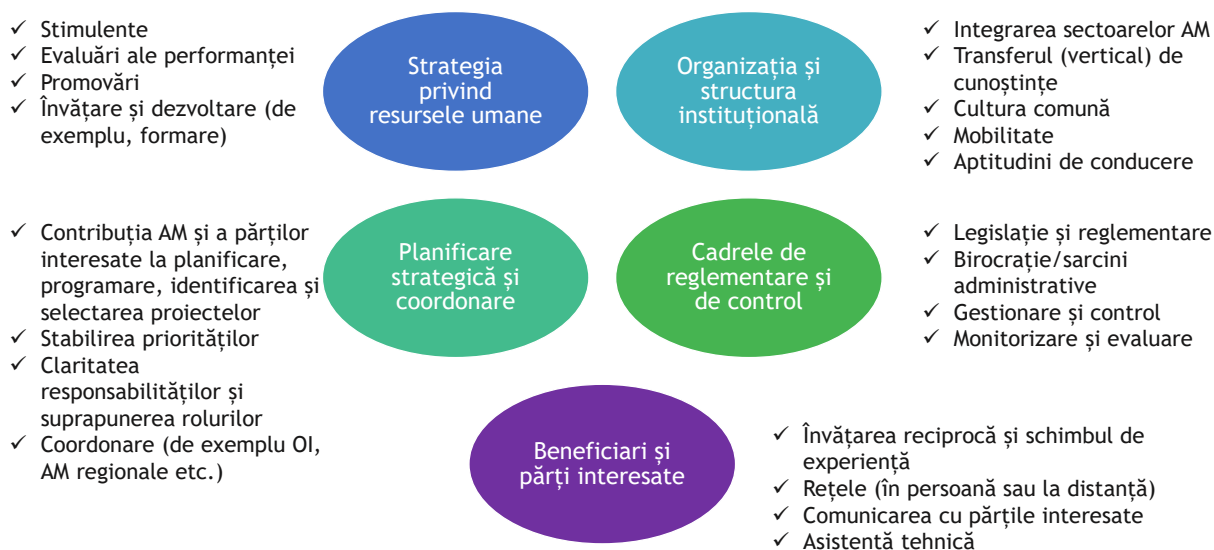 ✓ Stimulente
✓ Evaluări ale performanței
✓ Promovări
✓ Învățare și dezvoltare (de
exemplu, formare)
Strategia
privind
resursele umane
Organizația și
structura
instituțională
✓ Integrarea sectoarelor AM
✓ Transferul (vertical) de
cunoștințe
✓ Cultura comună
✓ Mobilitate
✓ Aptitudini de conducere
✓ Contribuția AM și a părților
interesate la planificare,
programare, identificarea și
selectarea proiectelor
✓ Stabilirea priorităților
✓ Claritatea
responsabilităților și
suprapunerea rolurilor
✓ Coordonare (de exemplu OI,
AM regionale etc.)
Planificare
strategică și
coordonare
Cadrele de
reglementare și
de control
✓ Legislație și reglementare
✓ Birocrație/sarcini
administrative
✓ Gestionare și control
✓ Monitorizare și evaluare
Beneficiari și
părți interesate
✓ Învățarea reciprocă și schimbul de
experiență
✓ Rețele (în persoană sau la distanță)
✓ Comunicarea cu părțile interesate
✓ Asistență tehnică